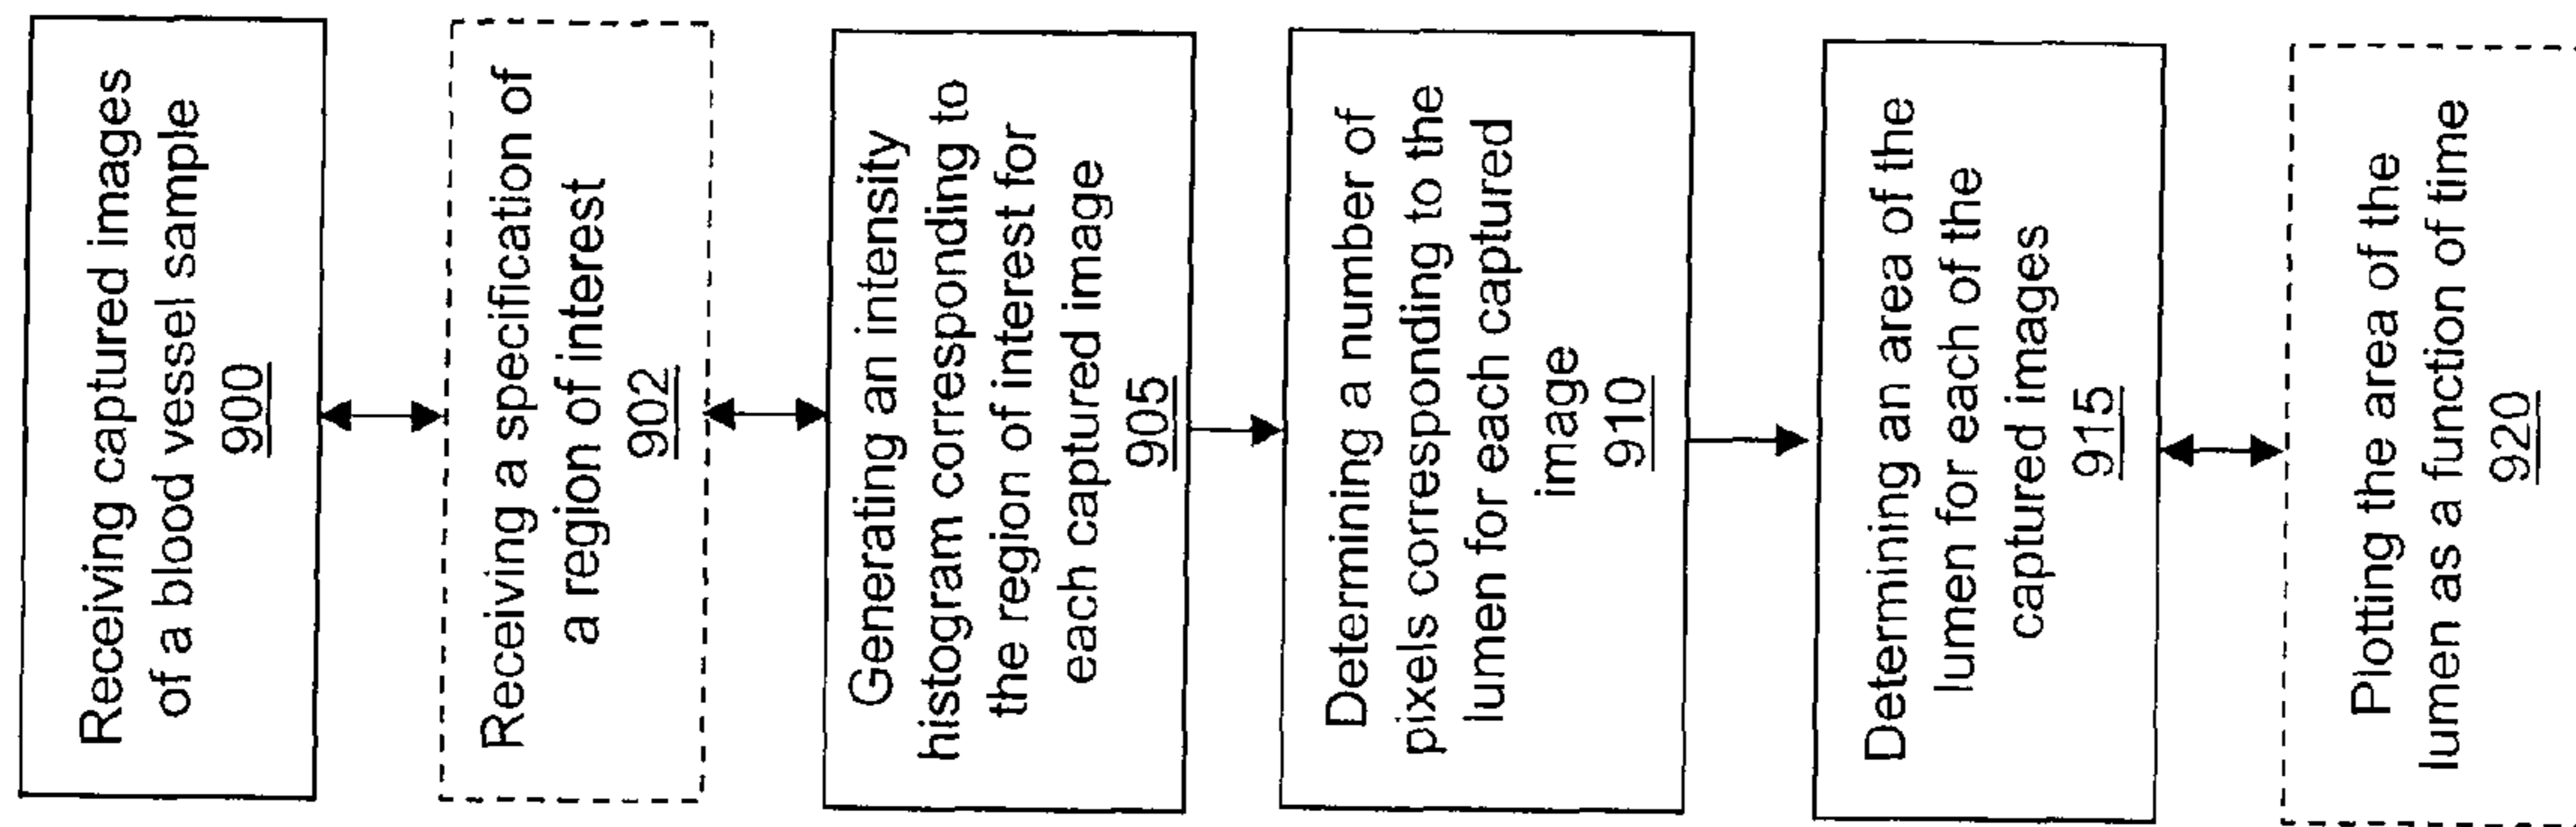 Receiving captured images
of a blood vessel sample
900
Receiving a specification of
a region of interest
902
Generating an intensity
histogram corresponding to
the region of interest for
each captured image
905
Determining a number of
pixels corresponding to the
lumen for each captured
image
910
Determining an area of the
lumen for each of the
captured images
915
Plotting the area of the
lumen as a function of time
920